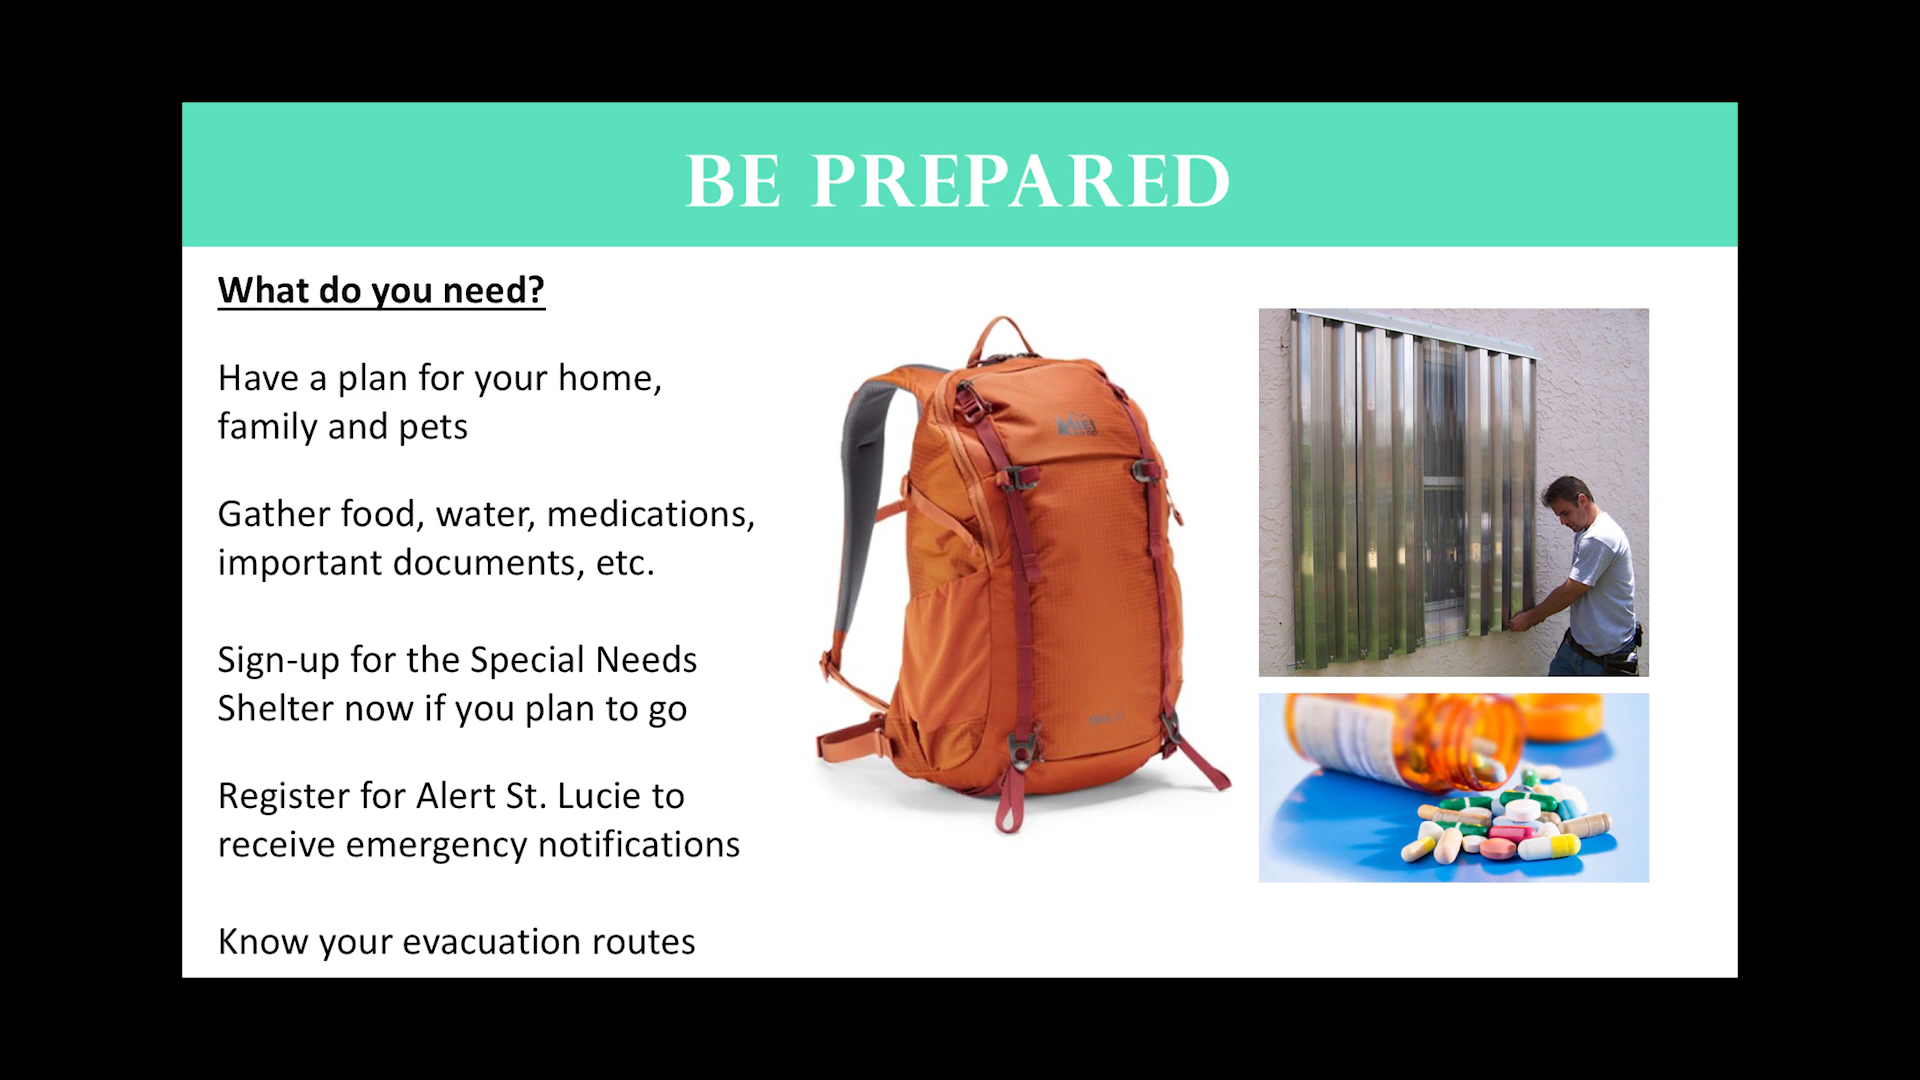 BE PREPARED
What do you need?
Have a plan for your home,
family and pets
Gather food, water, medications,
important documents, etc.
Sign-up for the Special Needs
Shelter now if you plan to go
Register for Alert St. Lucie to
receive emergency notifications
Know your evacuation routes